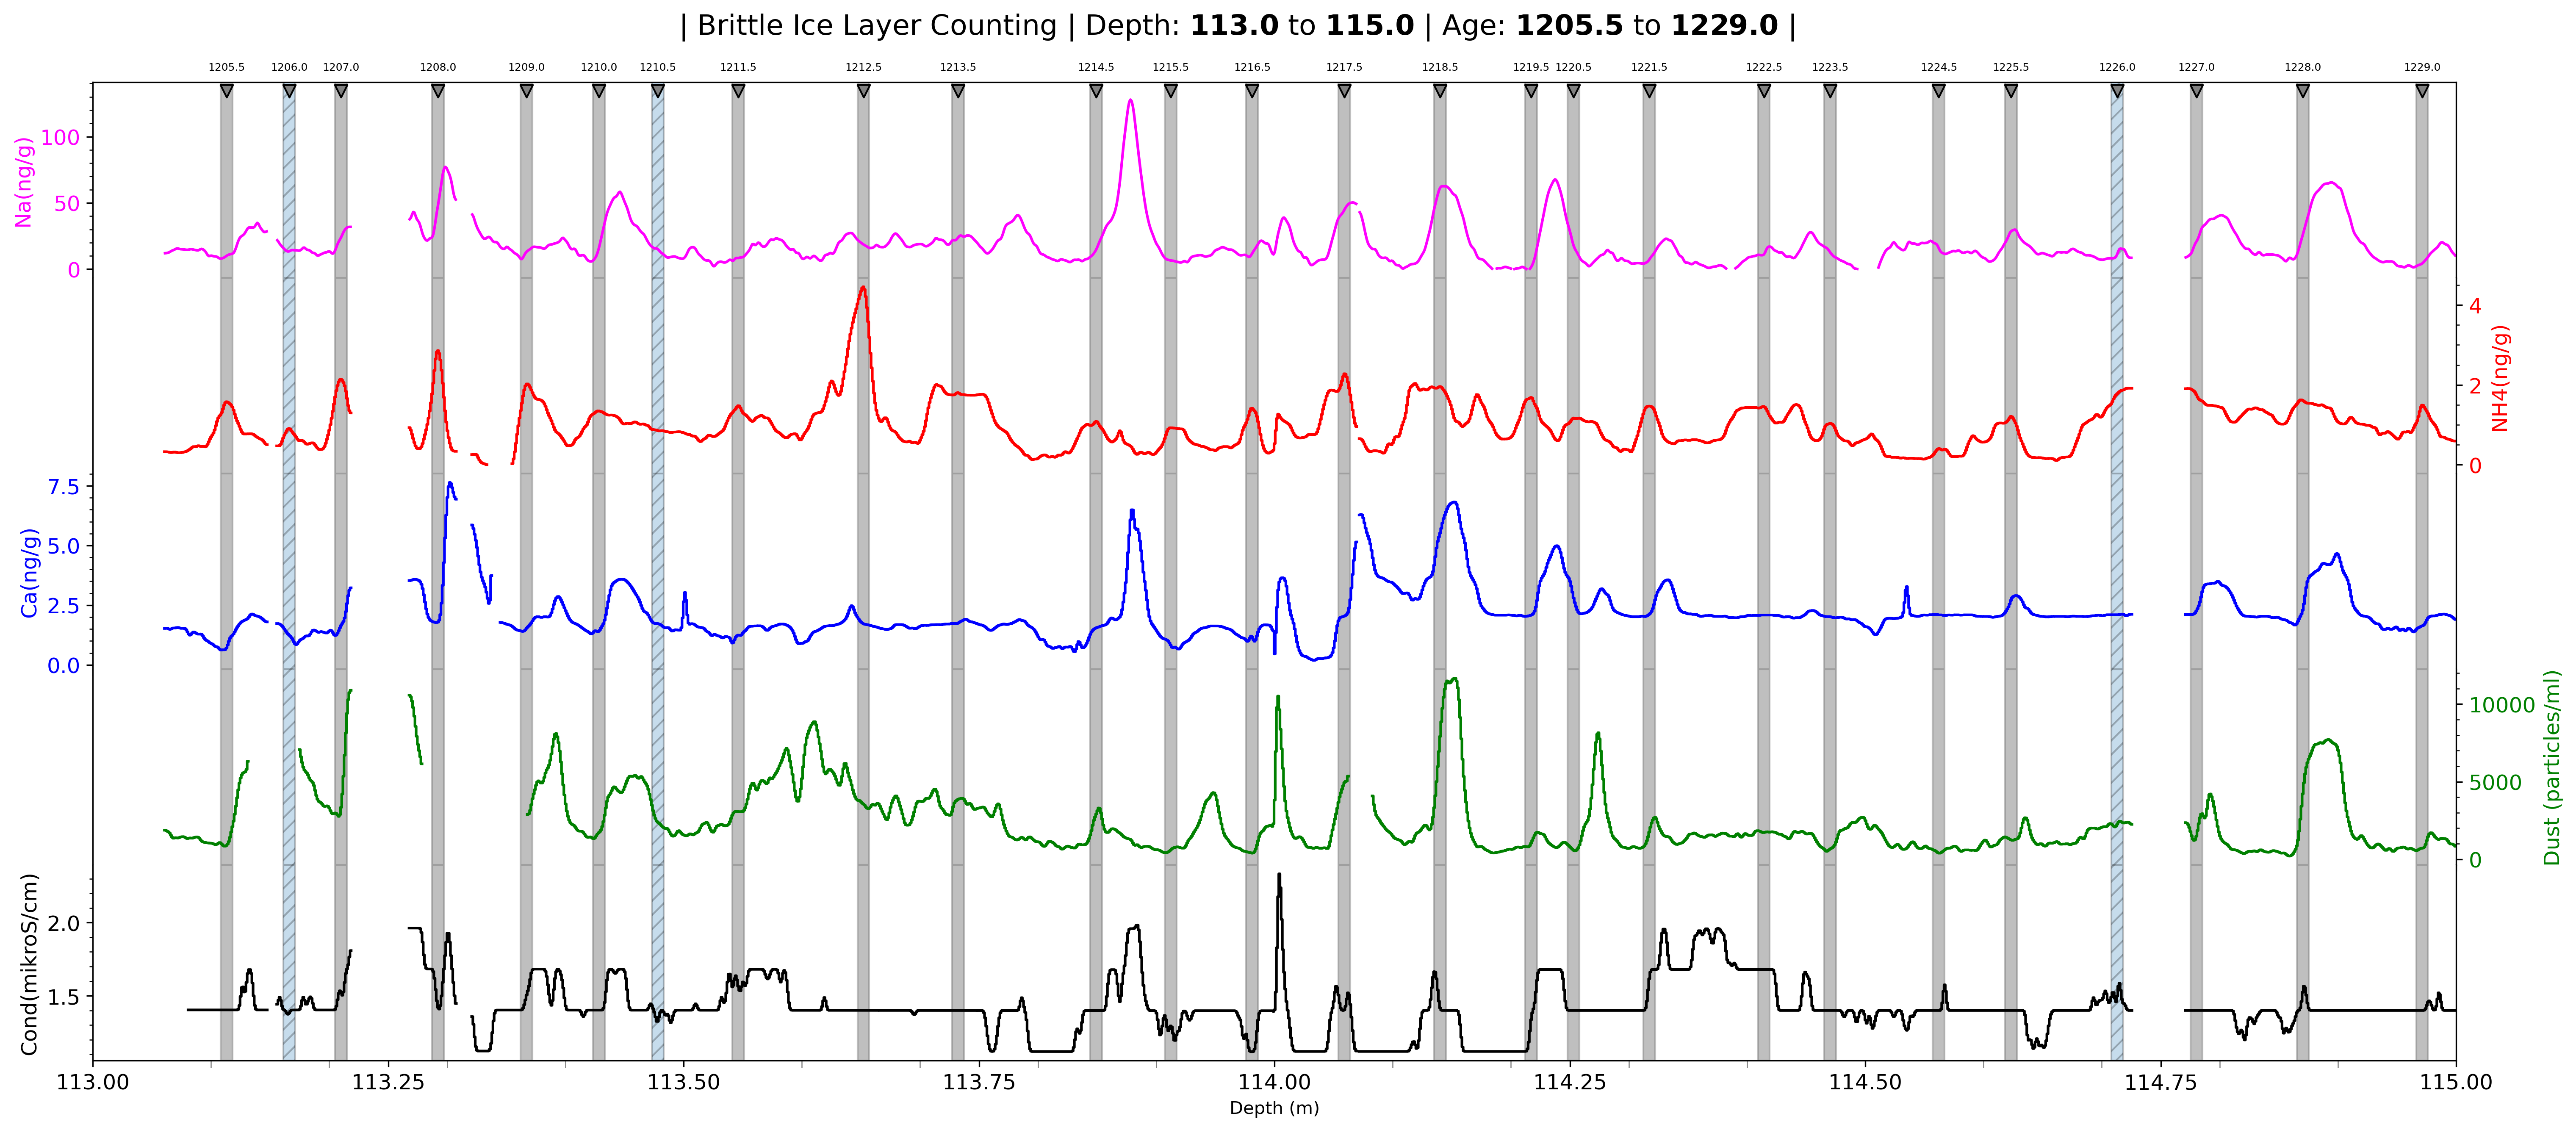 | Brittle Ice Layer Counting | Depth: 113.0 to 115.0 | Age: 1205.5 to 1229.0 |
1205.5 1206.0 1207.0 1208.0 1209.0 1210.0 1210.5 1211.5 1212.5 1213.5 1214.5 1215.5 1216.5 1217.5 1218.5 1219.5 1220.5 1221.5 1222.5 1223.5 1224.5 1225.5 1226.0 1227.0 1228.0 1229.0
Na(ng/g)
100
50
0
NH4(ng/g)
4
2
0
Ca(ng/g)
7.5
5.0
2.5
0.0
Dust (particles/ml)
10000
5000
0
Cond(mikroS/cm)
2.0
1.5
113.00 113.25 113.50 113.75 114.00 114.25 114.50 114.75 115.00
Depth (m)